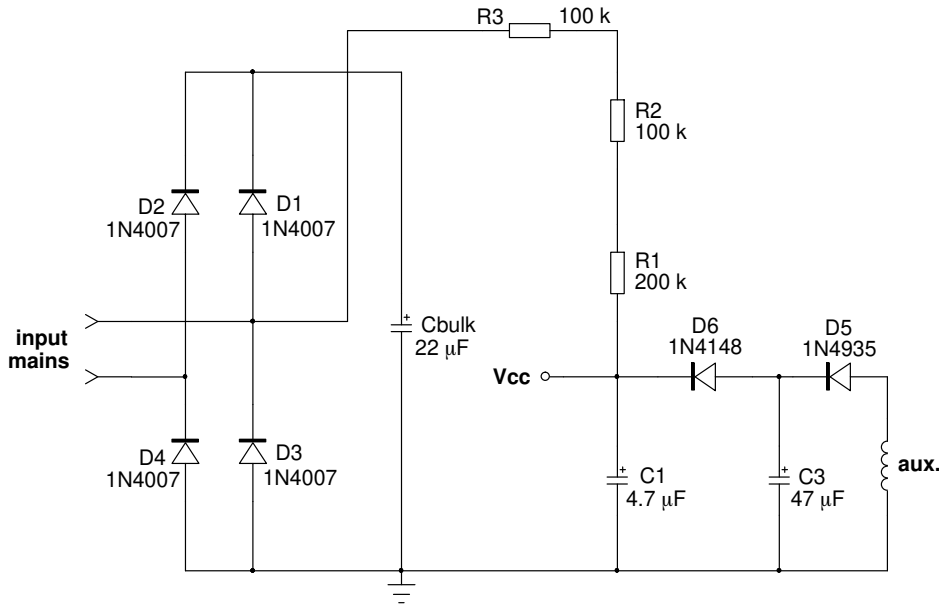 R3
100 k
R2
100 k
D2
1N4007
D1
1N4007
R1
200 k
input
mains
Cbulk
22 µF
D6
1N4148
D5
1N4935
Vcc
D4
1N4007
D3
1N4007
C1
4.7 µF
C3
47 µF
aux.
+
+
+